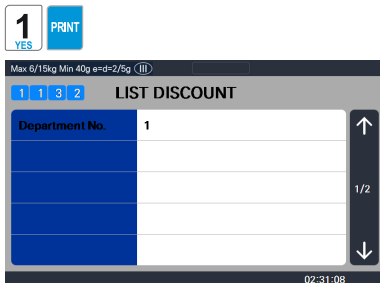 1
YES
PRINT
Max 6/15kg Min 40g e=d=2/5g III
1 1 3 2 LIST DISCOUNT
Department No. 1
1/2
02:31:08